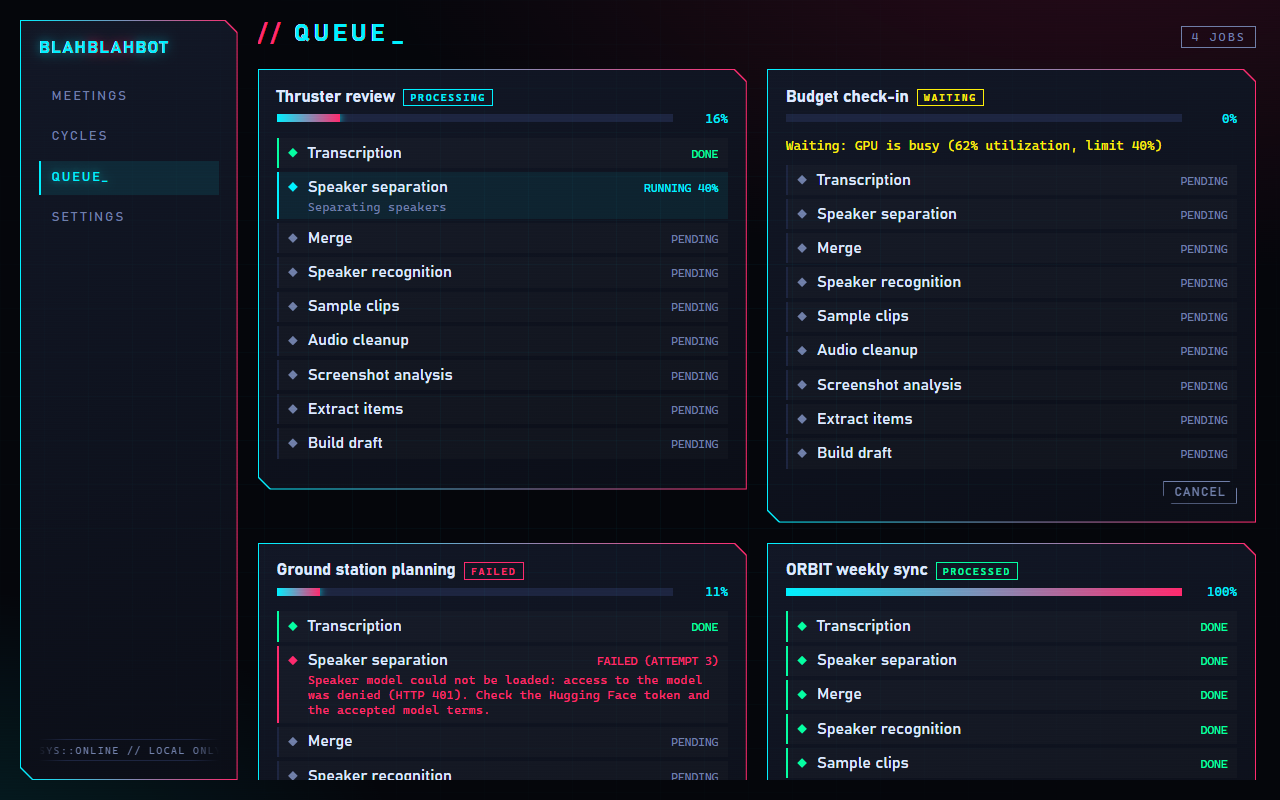 BLAHBLAHBOT
MEETINGS
CYCLES
QUEUE_
SETTINGS
// QUEUE_
4 JOBS
Thruster review PROCESSING
16%
Transcription DONE
Speaker separation RUNNING 40%
Separating speakers
Merge PENDING
Speaker recognition PENDING
Sample clips PENDING
Audio cleanup PENDING
Screenshot analysis PENDING
Extract items PENDING
Build draft PENDING
Budget check-in WAITING
0%
Waiting: GPU is busy (62% utilization, limit 40%)
Transcription PENDING
Speaker separation PENDING
Merge PENDING
Speaker recognition PENDING
Sample clips PENDING
Audio cleanup PENDING
Screenshot analysis PENDING
Extract items PENDING
Build draft PENDING
CANCEL
Ground station planning FAILED
11%
Transcription DONE
Speaker separation FAILED (ATTEMPT 3)
Speaker model could not be loaded: access to the model
was denied (HTTP 401). Check the Hugging Face token and
the accepted model terms.
Merge PENDING
Speaker recognition PENDING
ORBIT weekly sync PROCESSED
100%
Transcription DONE
Speaker separation DONE
Merge DONE
Speaker recognition DONE
Sample clips DONE
SYS::ONLINE // LOCAL ONL